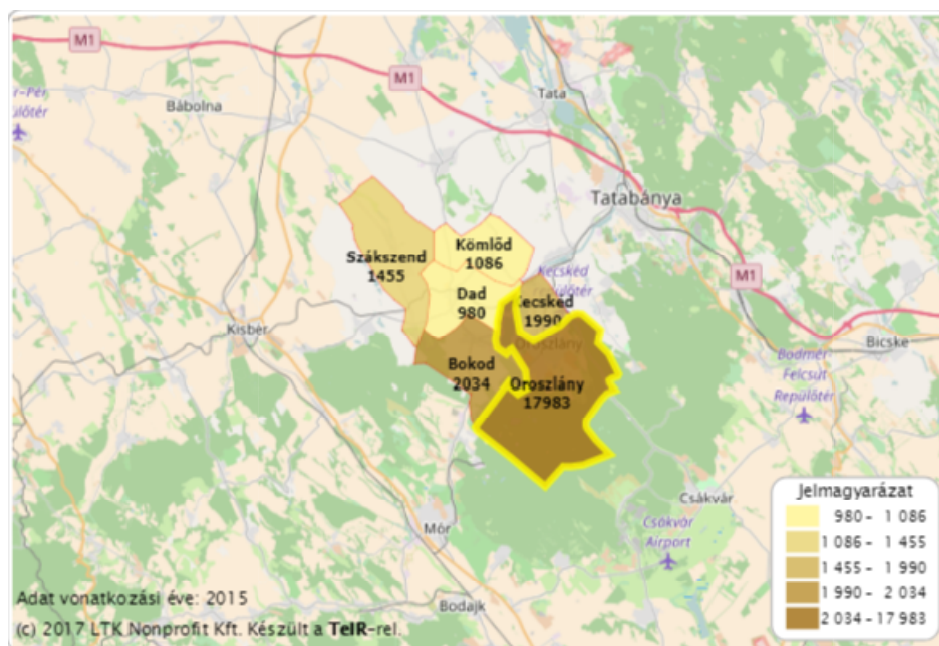 M1
Bábolna
M1
Tata
Tatabánya
Kömlőd
1086
Szákszend
1455
Kecskéd
repülőtér
M1
Dad
980
Kecskéd
1990
Oroszlány
Kisbér
Bicske
Bokod
2034
Bodmér
Felcsút
Repülőtér
Oroszlány
17983
Csákvár
Mór
Csákvár
Airport
Bodajk
Jelmagyarázat
980 - 1 086
1 086 - 1 455
1 455 - 1 990
1 990 - 2 034
2 034 - 17 983
Adat vonatkozási éve: 2015
(c) 2017 LTK Nonprofit Kft. Készült a TeIR-rel.